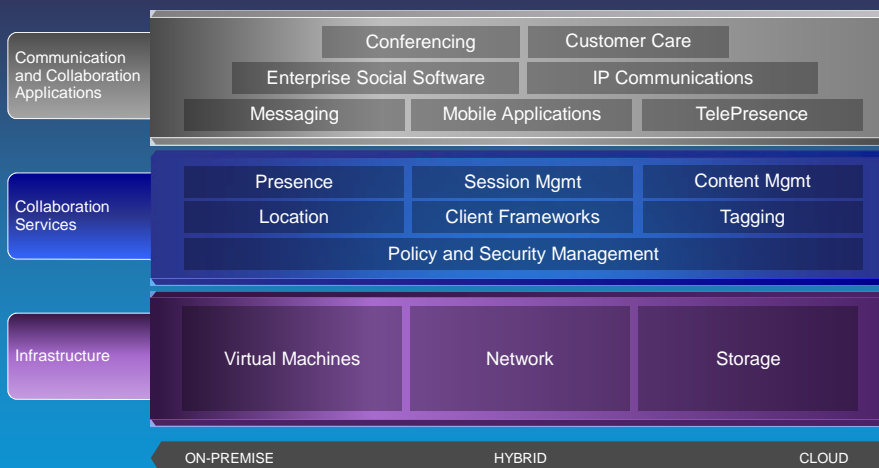 Communication
and Collaboration
Applications
Conferencing
Customer Care
Enterprise Social Software
IP Communications
Messaging
Mobile Applications
TelePresence
Collaboration
Services
Presence
Session Mgmt
Content Mgmt
Location
Client Frameworks
Tagging
Policy and Security Management
Infrastructure
Virtual Machines
Network
Storage
ON-PREMISE
HYBRID
CLOUD